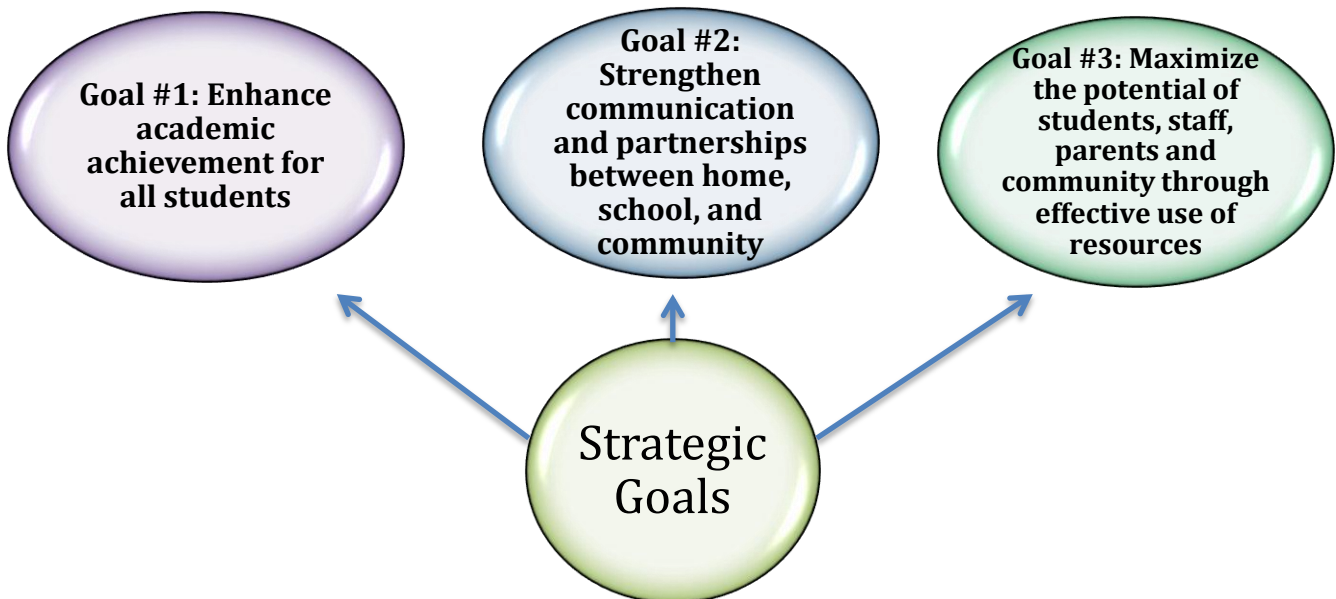 Goal #1: Enhance
academic
achievement for
all students
Goal #2:
Strengthen
communication
and partnerships
between home,
school, and
community
Goal #3: Maximize
the potential of
students, staff,
parents and
community through
effective use of
resources
Strategic
Goals